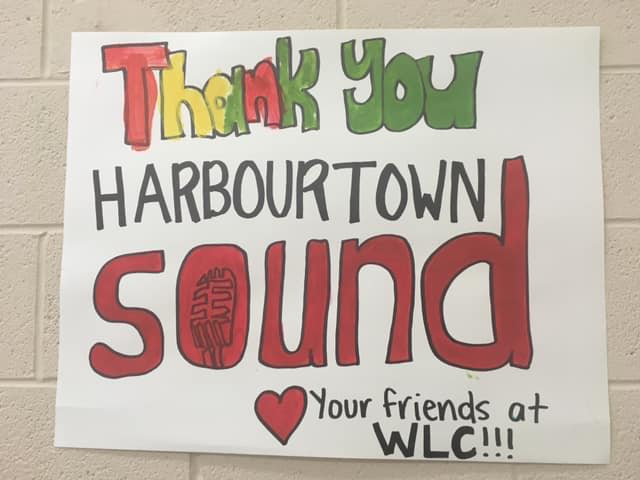 Thank you
HARBOURTOWN
sound
Your friends at
WLC!!!